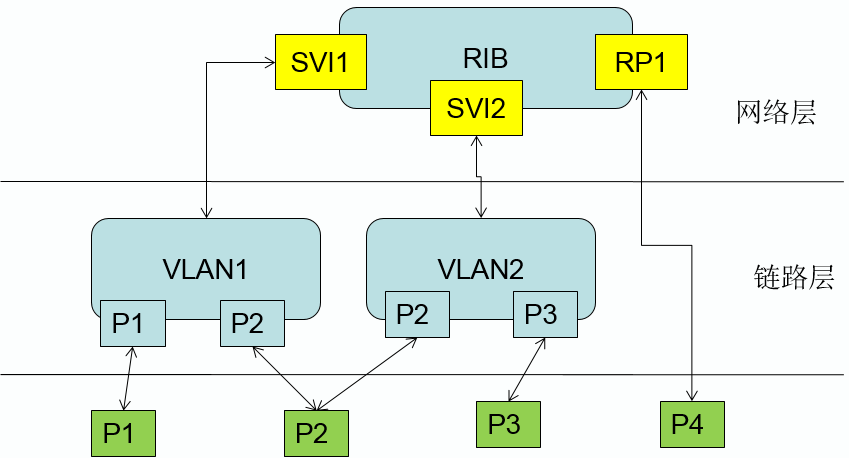 SVI1
RIB
RP1
SVI2
网络层
VLAN1
VLAN2
链路层
P1
P2
P2
P3
P1
P2
P3
P4